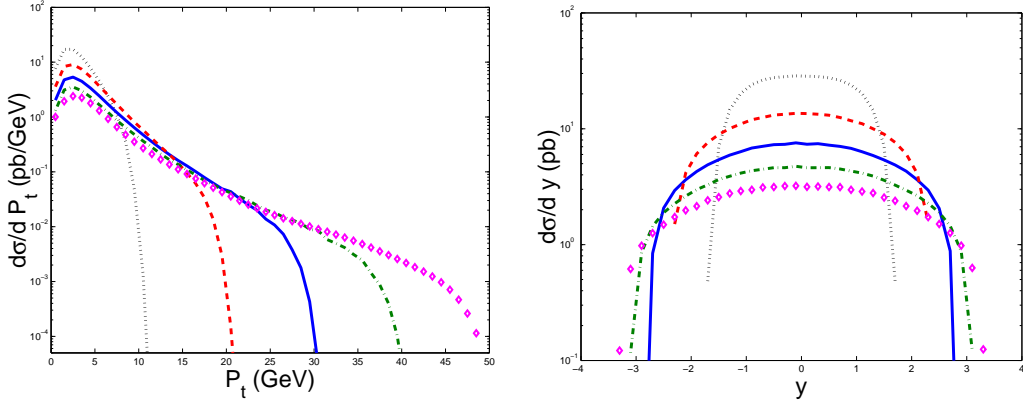 10^2
10^1
10^0
10^-1
10^-2
10^-3
10^-4
0 5 10 15 20 25 30 35 40 45 50
dσ/d P_t (pb/GeV)
P_t (GeV)
10^2
10^1
10^0
10^-1
−4 −3 −2 −1 0 1 2 3 4
dσ/d y (pb)
y